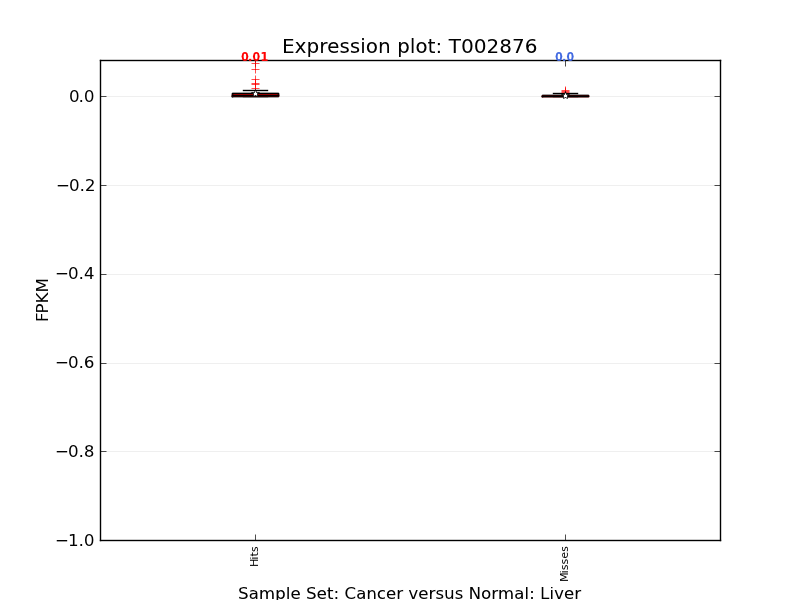 Expression plot: T002876
0.01
0.0
0.0
−0.2
−0.4
−0.6
−0.8
−1.0
FPKM
Hits
Misses
Sample Set: Cancer versus Normal: Liver